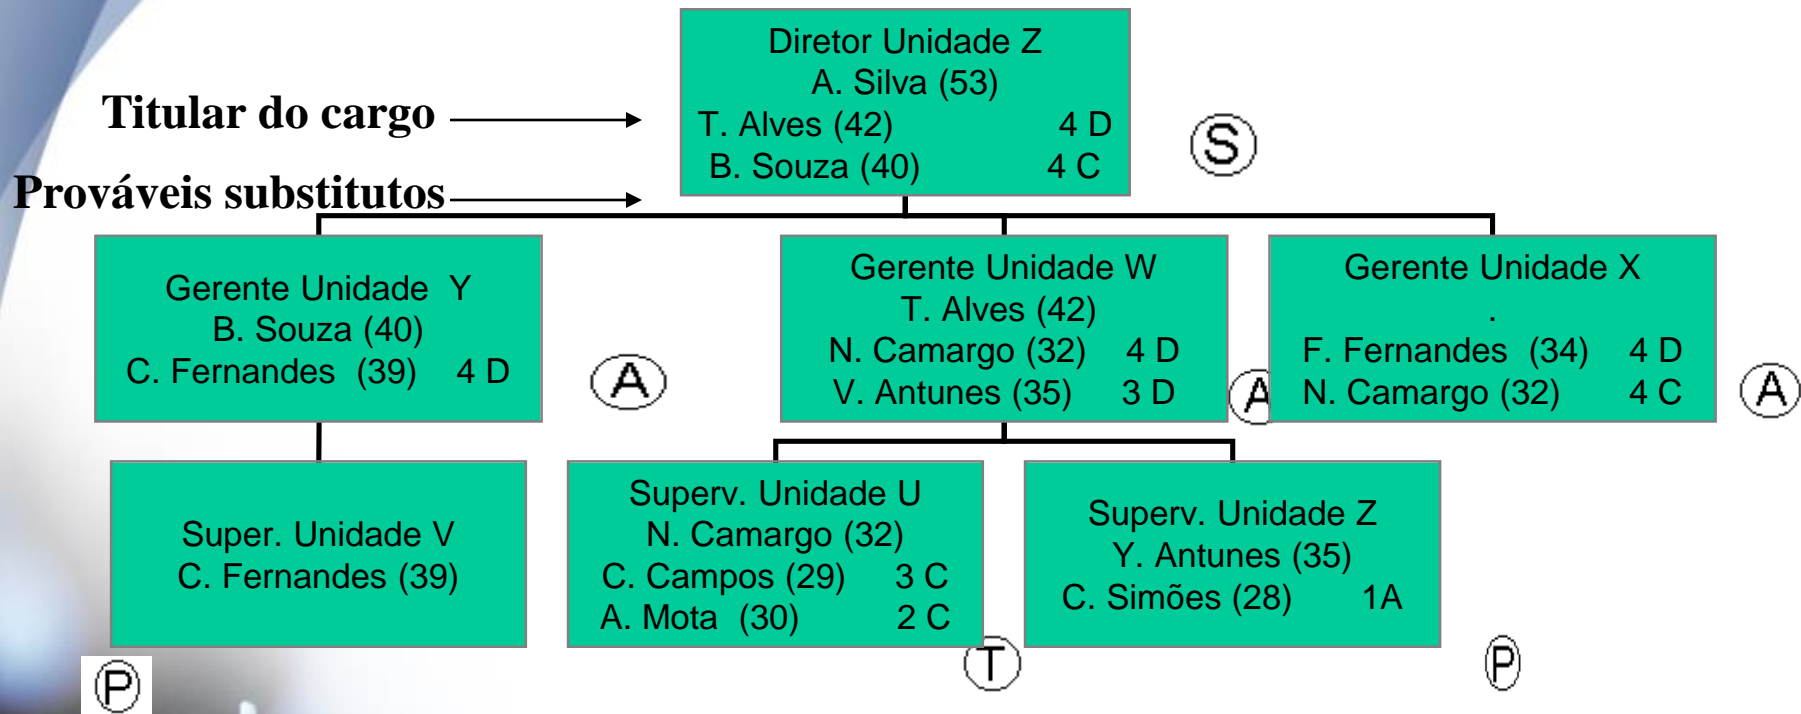 Diretor Unidade Z
A. Silva (53)
T. Alves (42) 4 D
B. Souza (40) 4 C
Titular do cargo
Prováveis substitutos
S
Gerente Unidade Y
B. Souza (40)
C. Fernandes (39) 4 D
A
Gerente Unidade W
T. Alves (42)
N. Camargo (32) 4 D
V. Antunes (35) 3 D
A
Gerente Unidade X
.
F. Fernandes (34) 4 D
N. Camargo (32) 4 C
A
Super. Unidade V
C. Fernandes (39)
P
Superv. Unidade U
N. Camargo (32)
C. Campos (29) 3 C
A. Mota (30) 2 C
T
Superv. Unidade Z
Y. Antunes (35)
C. Simões (28) 1A
P